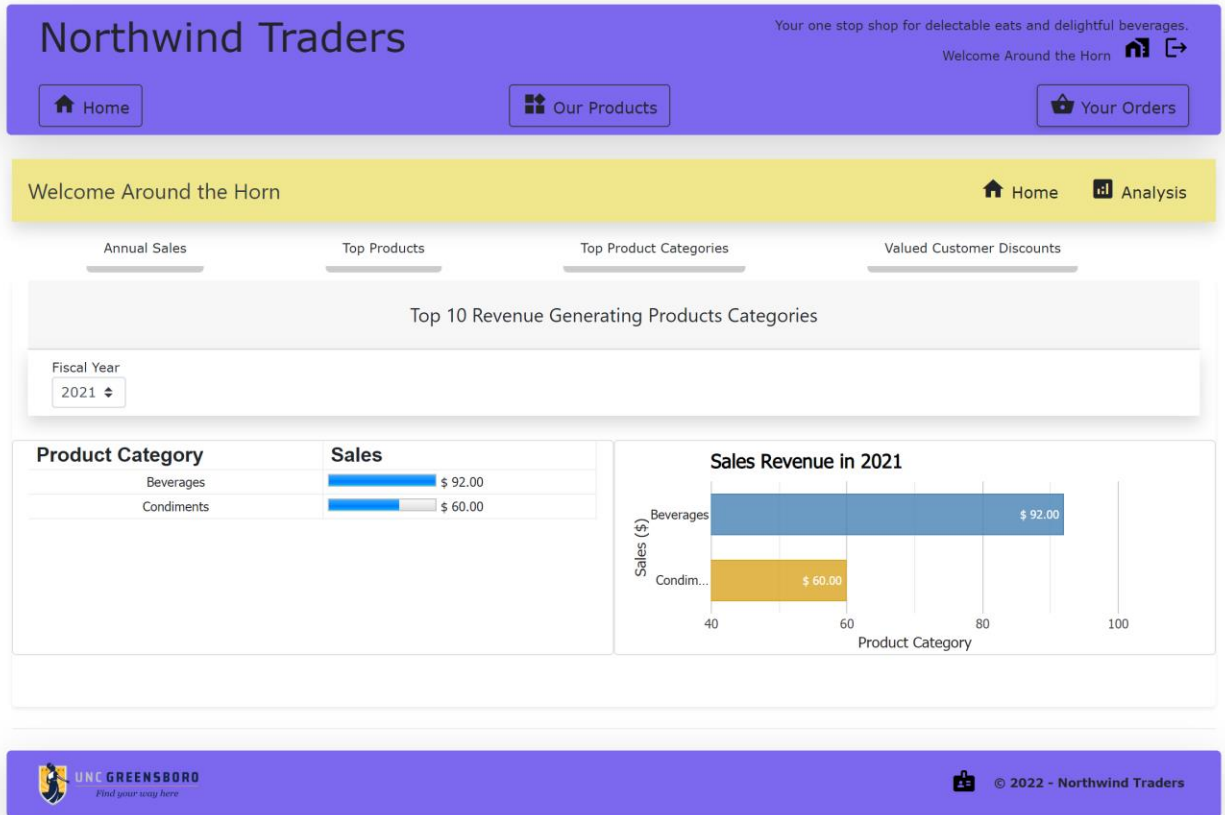 Northwind Traders
Your one stop shop for delectable eats and delightful beverages.
Welcome Around the Horn
Home
Our Products
Your Orders
Welcome Around the Horn
Home
Analysis
Annual Sales
Top Products
Top Product Categories
Valued Customer Discounts
Top 10 Revenue Generating Products Categories
Fiscal Year
2021
Product Category Sales
Beverages $ 92.00
Condiments $ 60.00
Sales Revenue in 2021
Sales ($)
Beverages $ 92.00
Condim... $ 60.00
40 60 80 100
Product Category
UNC GREENSBORO
Find your way here
© 2022 - Northwind Traders